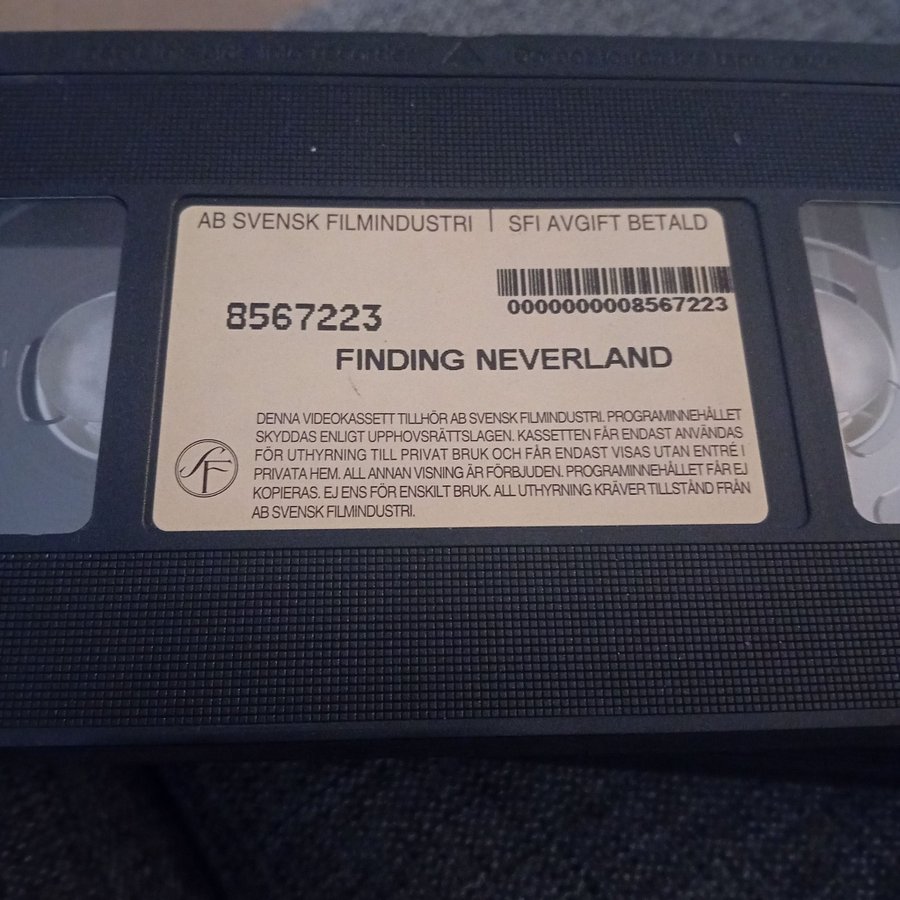 AB SVENSK FILMINDUSTRI | SFI AVGIFT BETALD
0000000008567223
8567223
FINDING NEVERLAND
DENNA VIDEOKASSETT TILLHÖR AB SVENSK FILMINDUSTRI. PROGRAMINNEHÅLLET
SKYDDAS ENLIGT UPPHOVSRÄTTSLAGEN. KASSETTEN FÅR ENDAST ANVÄNDAS
FÖR UTHYRNING TILL PRIVAT BRUK OCH FÅR ENDAST VISAS UTAN ENTRÉ I
PRIVATA HEM. ALL ANNAN VISNING ÄR FÖRBJUDEN. PROGRAMINNEHÅLLET FÅR EJ
KOPIERAS. EJ ENS FÖR ENSKILT BRUK. ALL UTHYRNING KRÄVER TILLSTÅND FRÅN
AB SVENSK FILMINDUSTRI.
SF